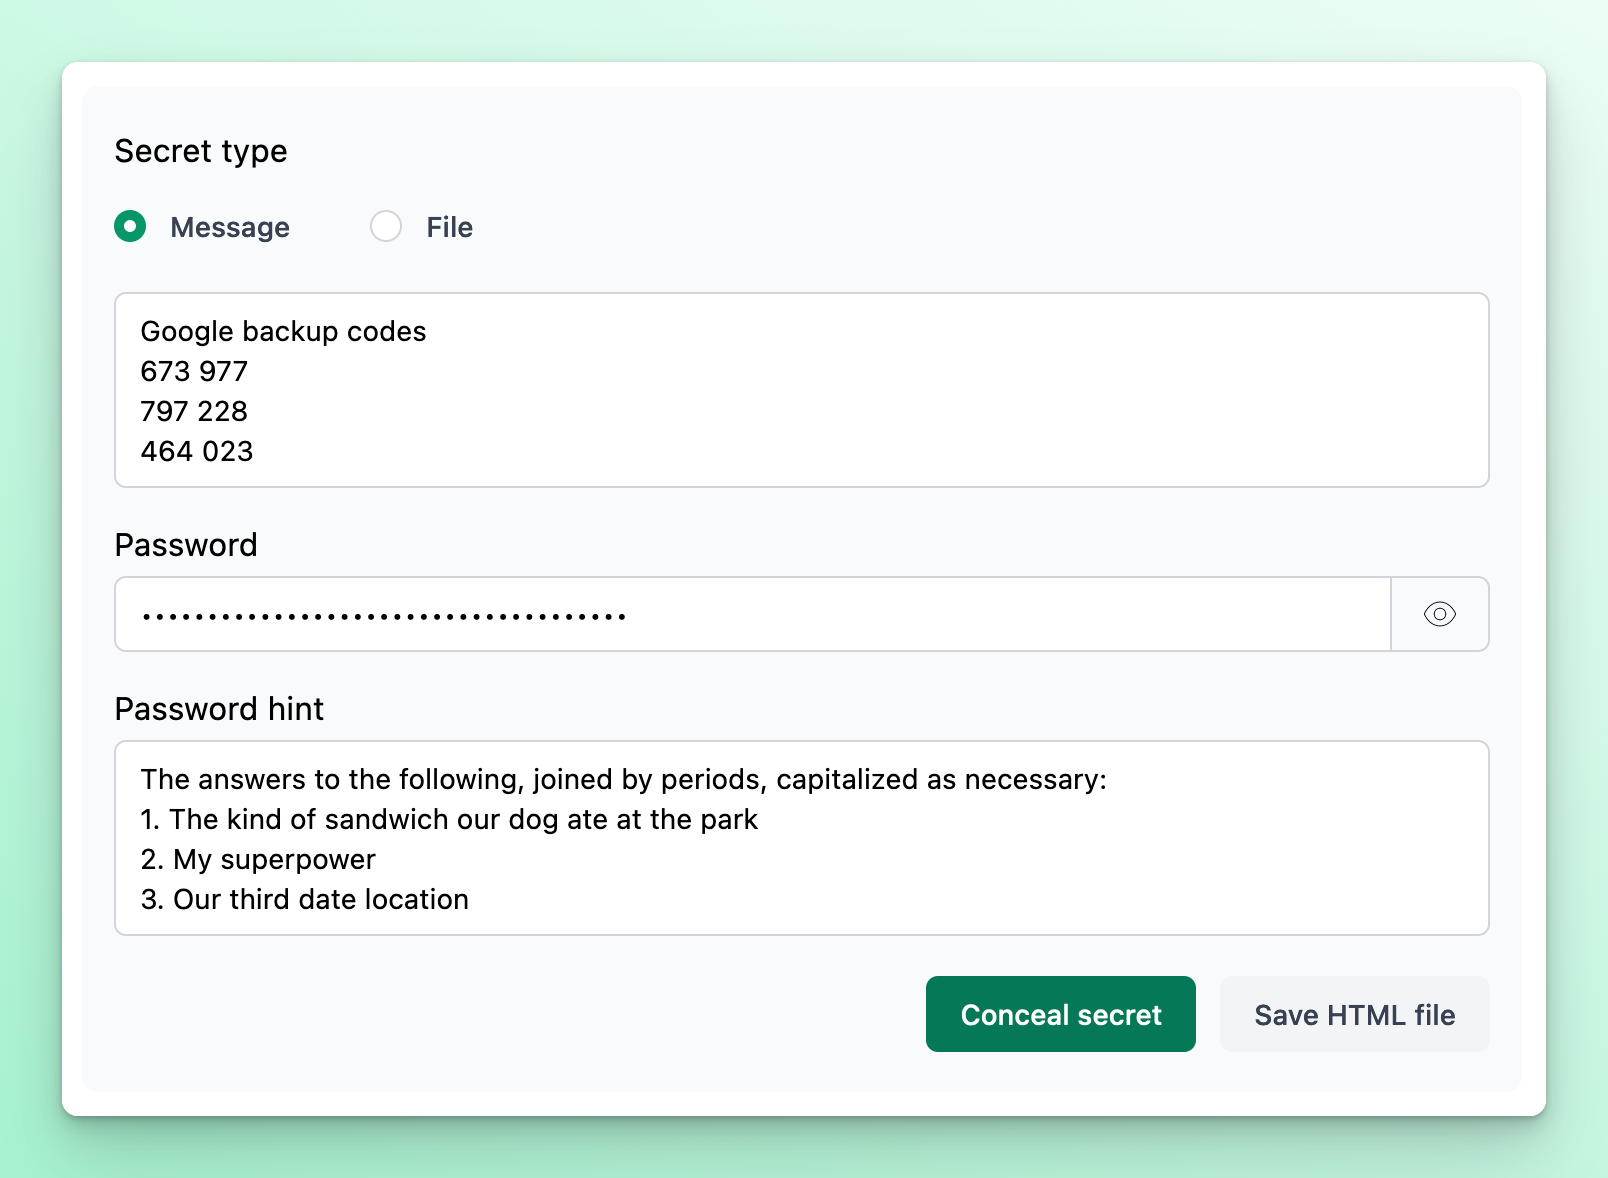 Secret type
Message File
Google backup codes
673 977
797 228
464 023
Password
•••••••••••••••••••••••••••••••••••••
Password hint
The answers to the following, joined by periods, capitalized as necessary:
1. The kind of sandwich our dog ate at the park
2. My superpower
3. Our third date location
Conceal secret Save HTML file